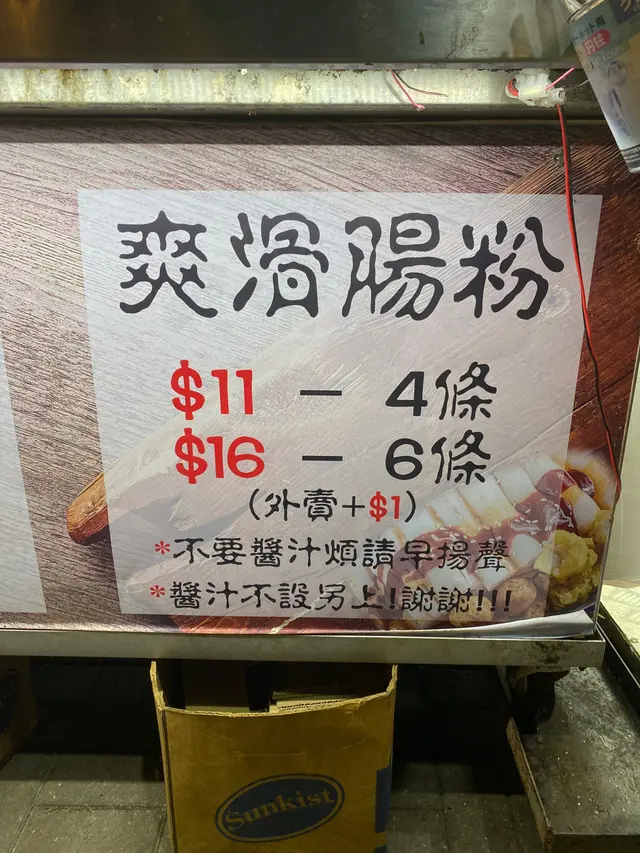 爽滑腸粉
$11 — 4條
$16 — 6條
(外賣+$1)
*不要醬汁煩請早揚聲
*醬汁不設另上!謝謝!!!
Sunkist